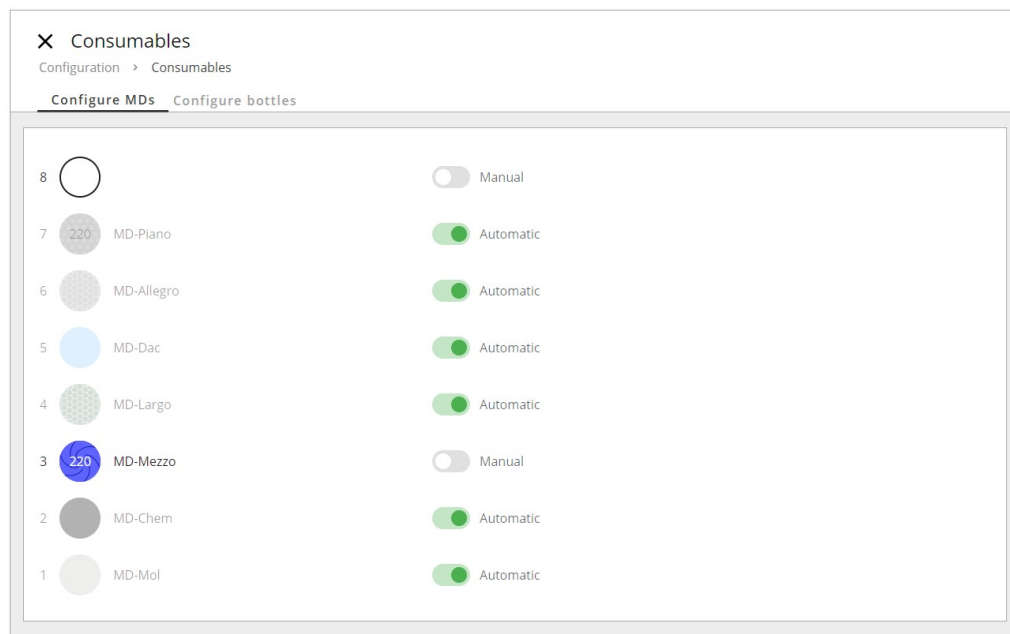 Consumables
Configuration > Consumables
Configure MDs Configure bottles
8 Manual
7 220 MD-Piano Automatic
6 MD-Allegro Automatic
5 MD-Dac Automatic
4 MD-Largo Automatic
3 220 MD-Mezzo Manual
2 MD-Chem Automatic
1 MD-Mol Automatic